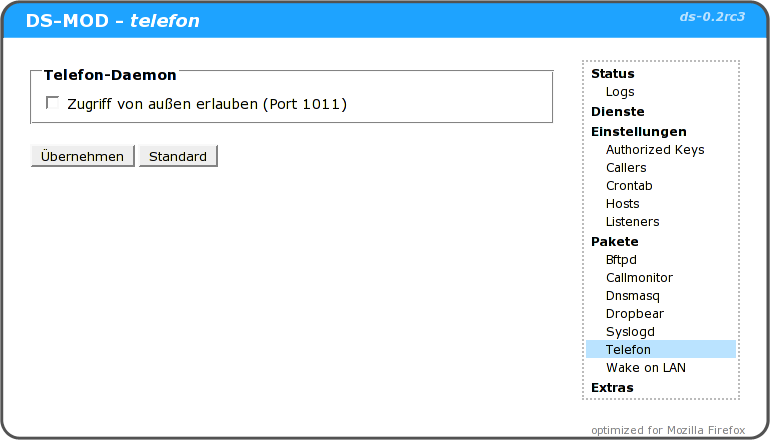 DS-MOD – telefon
ds-0.2rc3
Telefon-Daemon
Zugriff von außen erlauben (Port 1011)
Übernehmen Standard
Status
Logs
Dienste
Einstellungen
Authorized Keys
Callers
Crontab
Hosts
Listeners
Pakete
Bftpd
Callmonitor
Dnsmasq
Dropbear
Syslogd
Telefon
Wake on LAN
Extras
optimized for Mozilla Firefox